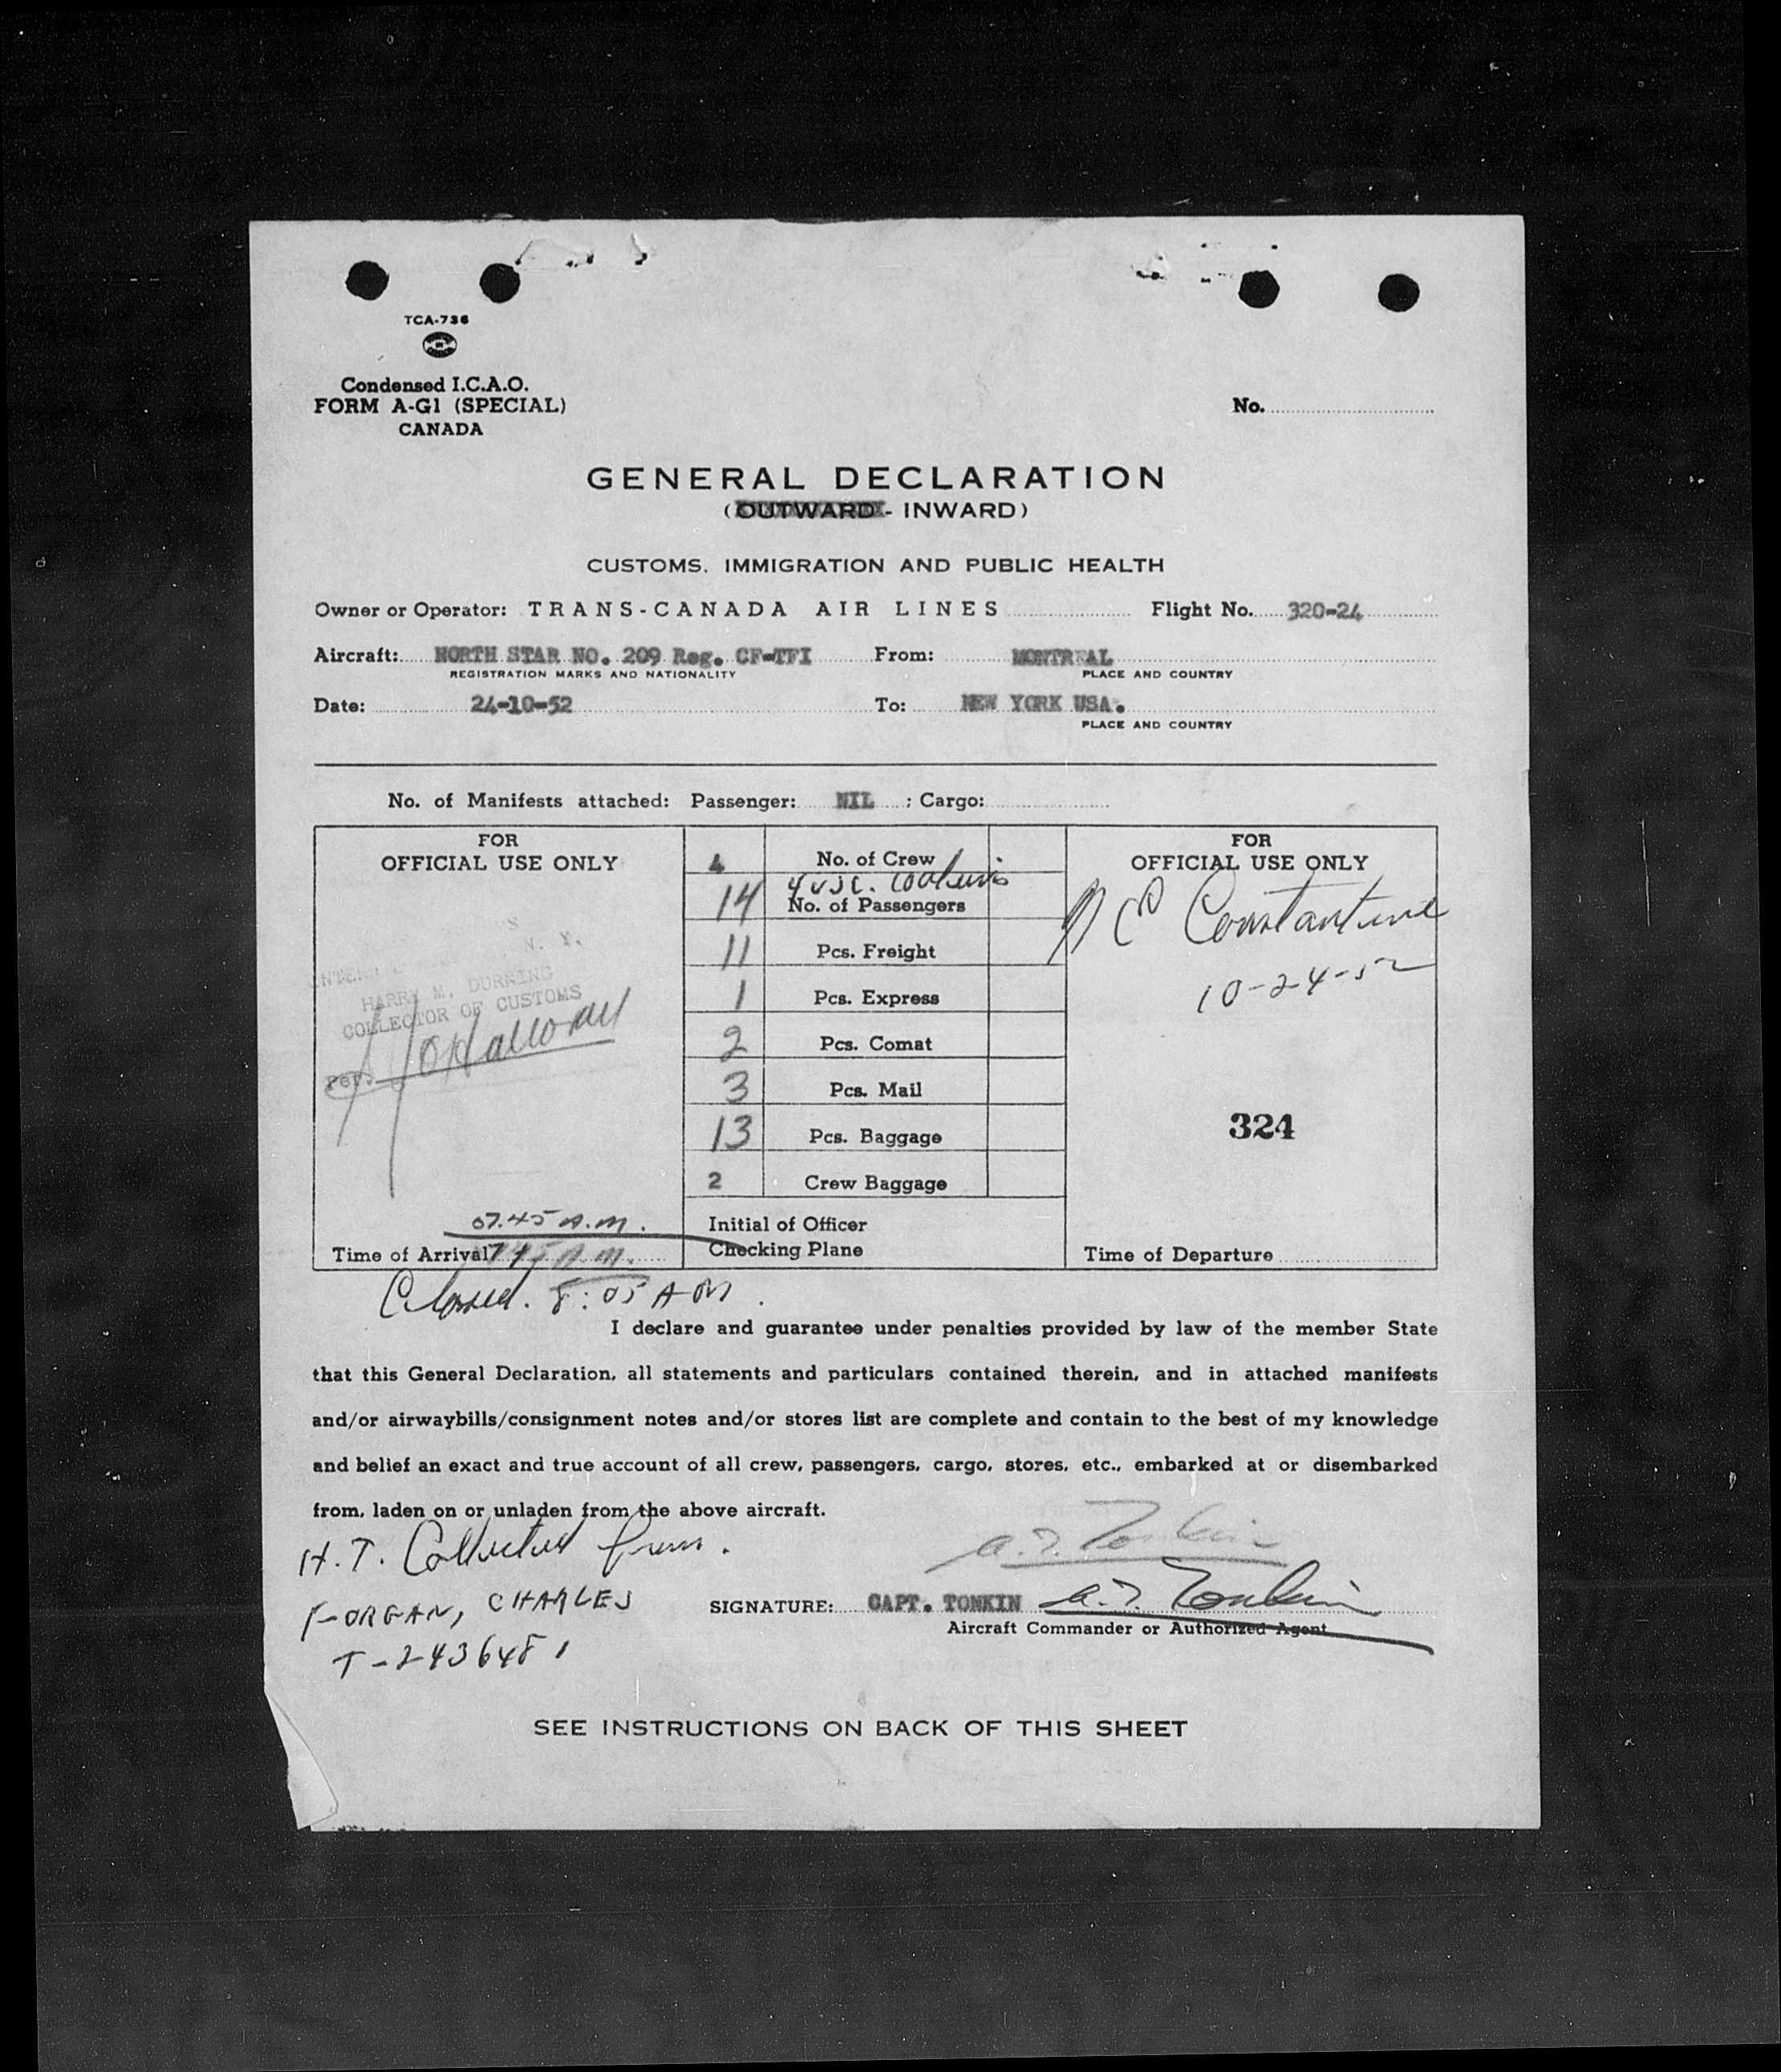 TCA-736
Condensed I.C.A.O.
FORM A-G1 (SPECIAL)
CANADA
No.
GENERAL DECLARATION
(OUTWARD - INWARD)
CUSTOMS, IMMIGRATION AND PUBLIC HEALTH
Owner or Operator: TRANS-CANADA AIR LINES Flight No. 320-24
Aircraft: NORTH STAR NO. 209 Reg. CF-TFI From: MONTREAL
REGISTRATION MARKS AND NATIONALITY PLACE AND COUNTRY
Date: 24-10-52 To: NEW YORK USA.
PLACE AND COUNTRY
No. of Manifests attached: Passenger: NIL ; Cargo:
FOR
OFFICIAL USE ONLY
N. Y.
HARRY M. DURNING
COLLECTOR OF CUSTOMS
Per.
07.45 A.M.
Time of Arrival 745 A.M.
4 No. of Crew
14 No. of Passengers
11 Pcs. Freight
1 Pcs. Express
2 Pcs. Comat
3 Pcs. Mail
13 Pcs. Baggage
2 Crew Baggage
Initial of Officer
Checking Plane
FOR
OFFICIAL USE ONLY
Constantine
10-24-52
324
Time of Departure
Closed. 8:05 AM.
I declare and guarantee under penalties provided by law of the member State
that this General Declaration, all statements and particulars contained therein, and in attached manifests
and/or airwaybills/consignment notes and/or stores list are complete and contain to the best of my knowledge
and belief an exact and true account of all crew, passengers, cargo, stores, etc., embarked at or disembarked
from, laden on or unladen from the above aircraft.
H.T. Collected from.
FORGAN, CHARLES
T-2436481
a.T. Tonkin
SIGNATURE: CAPT. TONKIN a.T. Tonkin
Aircraft Commander or Authorized Agent
SEE INSTRUCTIONS ON BACK OF THIS SHEET